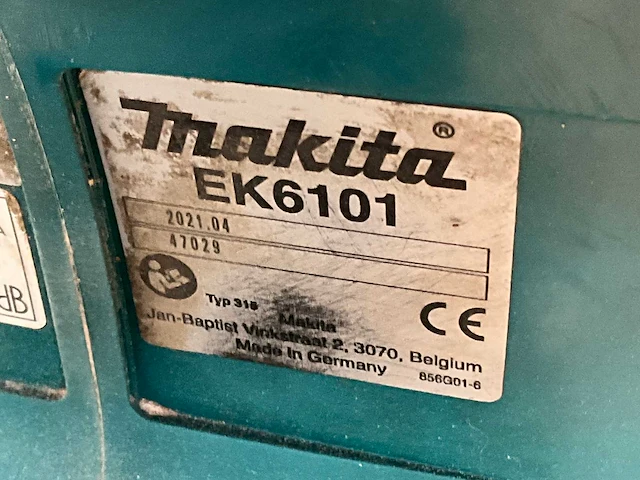 makita®
EK6101
2021.04
47029
Typ 315
Makita
Jan-Baptist Vinkstraat 2, 3070, Belgium
Made in Germany
856G01-6
CE